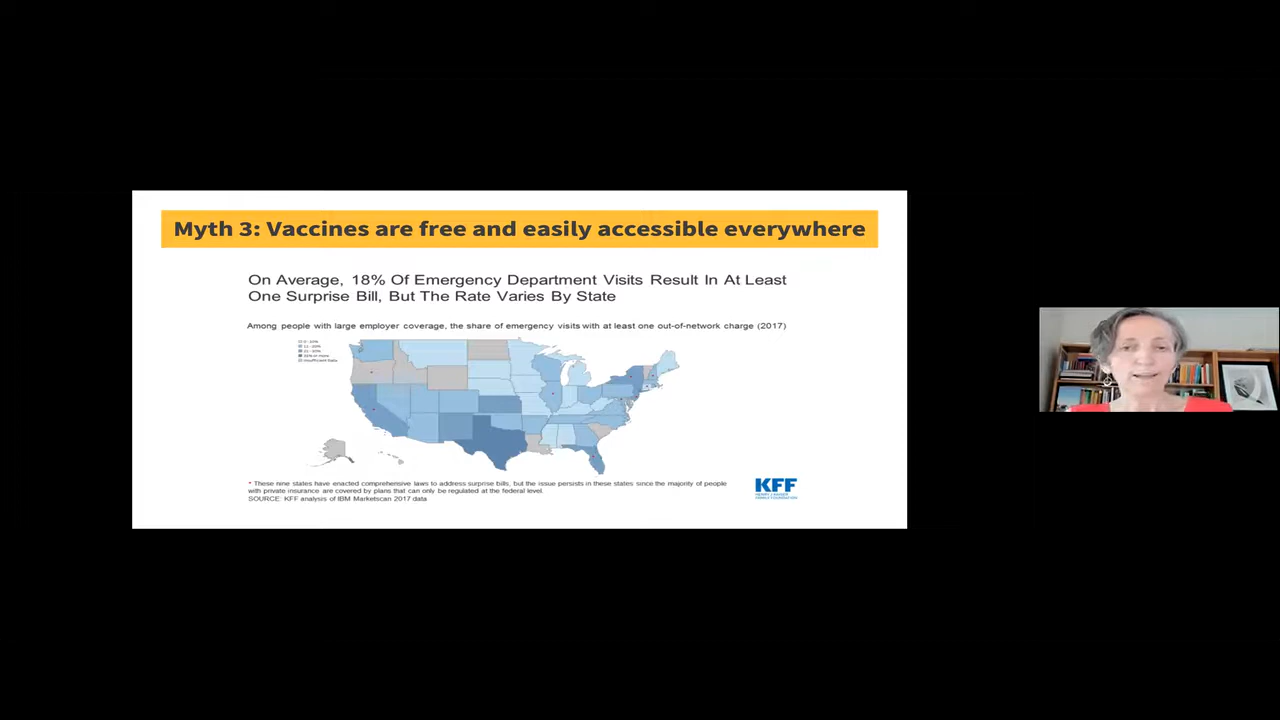 Myth 3: Vaccines are free and easily accessible everywhere
On Average, 18% Of Emergency Department Visits Result In At Least
One Surprise Bill, But The Rate Varies By State
Among people with large employer coverage, the share of emergency visits with at least one out-of-network charge (2017)
* These nine states have enacted comprehensive laws to address surprise bills, but the issue persists in these states since the majority of people
with private insurance are covered by plans that can only be regulated at the federal level.
SOURCE: KFF analysis of IBM Marketscan 2017 data
KFF
HENRY J KAISER
FAMILY FOUNDATION